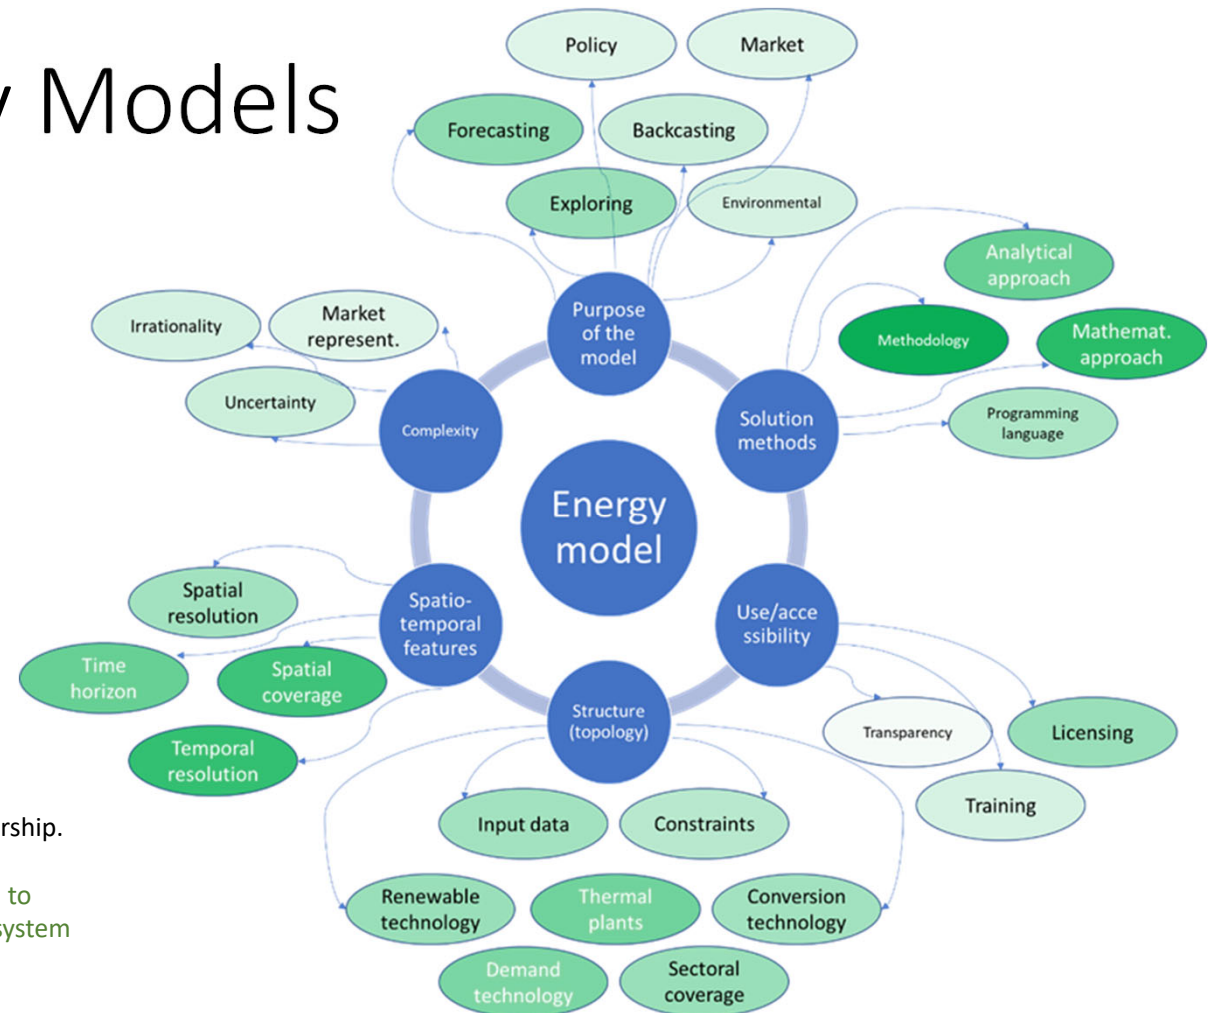 y Models
Policy
Market
Forecasting
Backcasting
Exploring
Environmental
Analytical
approach
Purpose
of the
model
Irrationality
Market
represent.
Methodology
Mathemat.
approach
Uncertainty
Complexity
Solution
methods
Programming
language
Energy
model
Spatial
resolution
Spatio-
temporal
features
Use/acce
ssibility
Time
horizon
Spatial
coverage
Structure
(topology)
Transparency
Licensing
Temporal
resolution
Training
Input data
Constraints
rship.
to
system
Renewable
technology
Thermal
plants
Conversion
technology
Demand
technology
Sectoral
coverage